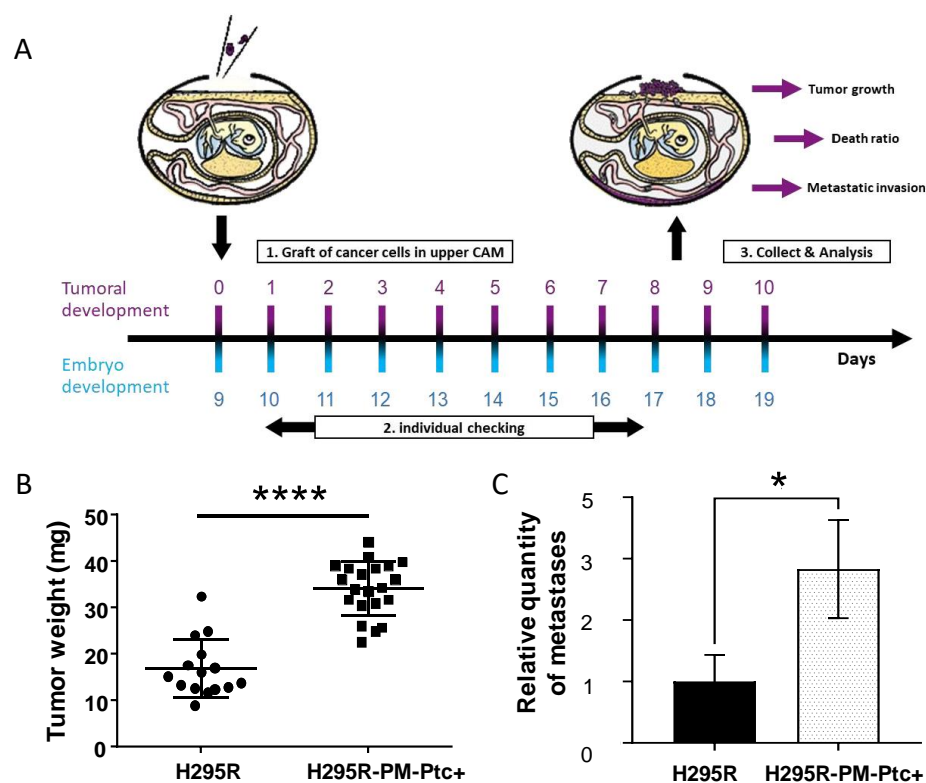 A
Tumor growth
Death ratio
Metastatic invasion
1. Graft of cancer cells in upper CAM
3. Collect & Analysis
Tumoral
development
0 1 2 3 4 5 6 7 8 9 10
Days
Embryo
development
9 10 11 12 13 14 15 16 17 18 19
2. individual checking
B
****
Tumor weight (mg)
50
40
30
20
10
0
H295R
H295R-PM-Ptc+
C
*
Relative quantity
of metastases
5
3
2
1
0
H295R
H295R-PM-Ptc+